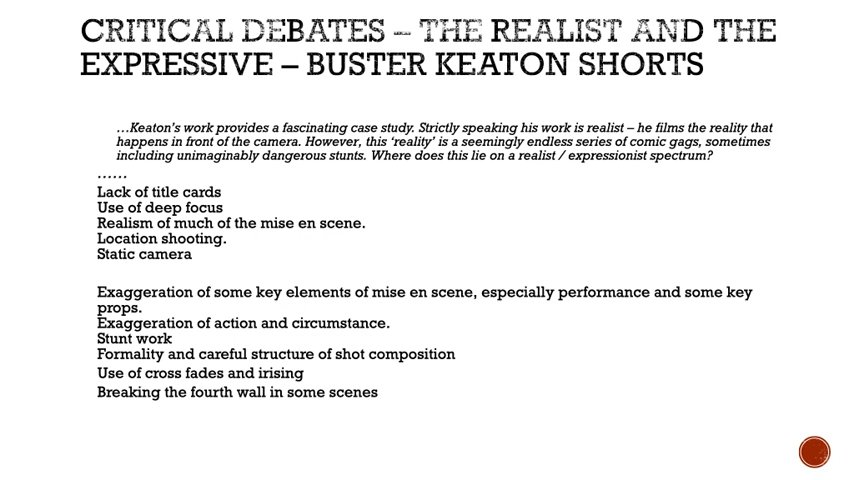 CRITICAL DEBATES – THE REALIST AND THE
EXPRESSIVE – BUSTER KEATON SHORTS
…Keaton's work provides a fascinating case study. Strictly speaking his work is realist – he films the reality that
happens in front of the camera. However, this 'reality' is a seemingly endless series of comic gags, sometimes
including unimaginably dangerous stunts. Where does this lie on a realist / expressionist spectrum?
……
Lack of title cards
Use of deep focus
Realism of much of the mise en scene.
Location shooting.
Static camera
Exaggeration of some key elements of mise en scene, especially performance and some key
props.
Exaggeration of action and circumstance.
Stunt work
Formality and careful structure of shot composition
Use of cross fades and irising
Breaking the fourth wall in some scenes